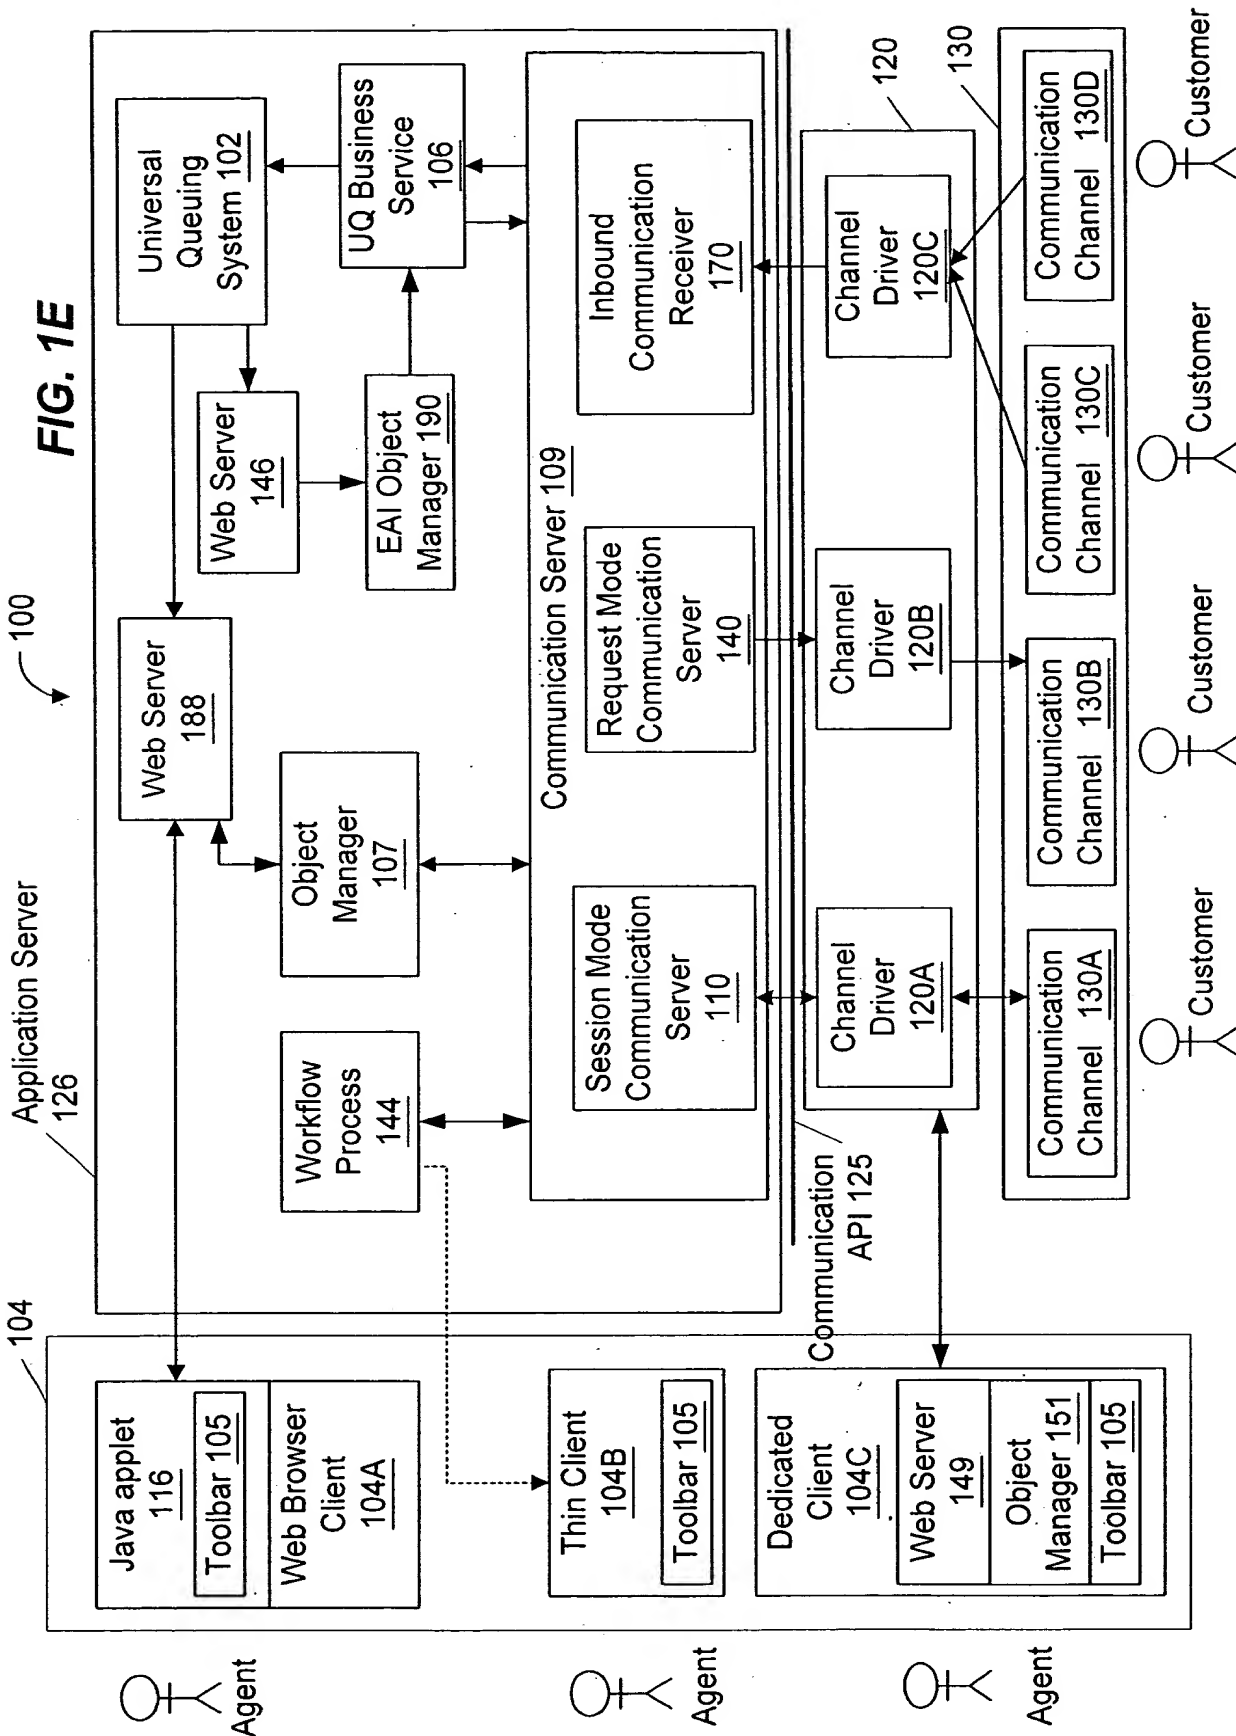 FIG. 1E
100
104
Application Server
126
Java applet
116
Toolbar 105
Web Browser
Client
104A
Agent
Thin Client
104B
Toolbar 105
Agent
Dedicated
Client
104C
Web Server
149
Object
Manager 151
Toolbar 105
Agent
Web Server
188
Universal
Queuing
System 102
Web Server
146
UQ Business
Service
106
EAI Object
Manager 190
Workflow
Process
144
Object
Manager
107
Communication Server 109
Session Mode
Communication
Server
110
Request Mode
Communication
Server
140
Inbound
Communication
Receiver
170
Communication
API 125
120
Channel
Driver
120A
Channel
Driver
120B
Channel
Driver
120C
130
Communication
Channel 130A
Communication
Channel 130B
Communication
Channel 130C
Communication
Channel 130D
Customer
Customer
Customer
Customer